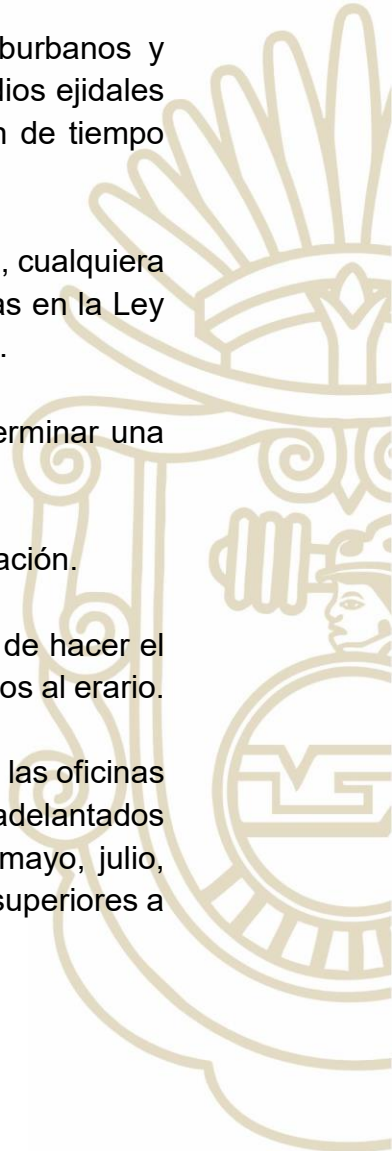 burbanos y
lios ejidales
de tiempo
, cualquiera
as en la Ley
.
erminar una
ación.
de hacer el
os al erario.
las oficinas
adelantados
mayo, julio,
superiores a